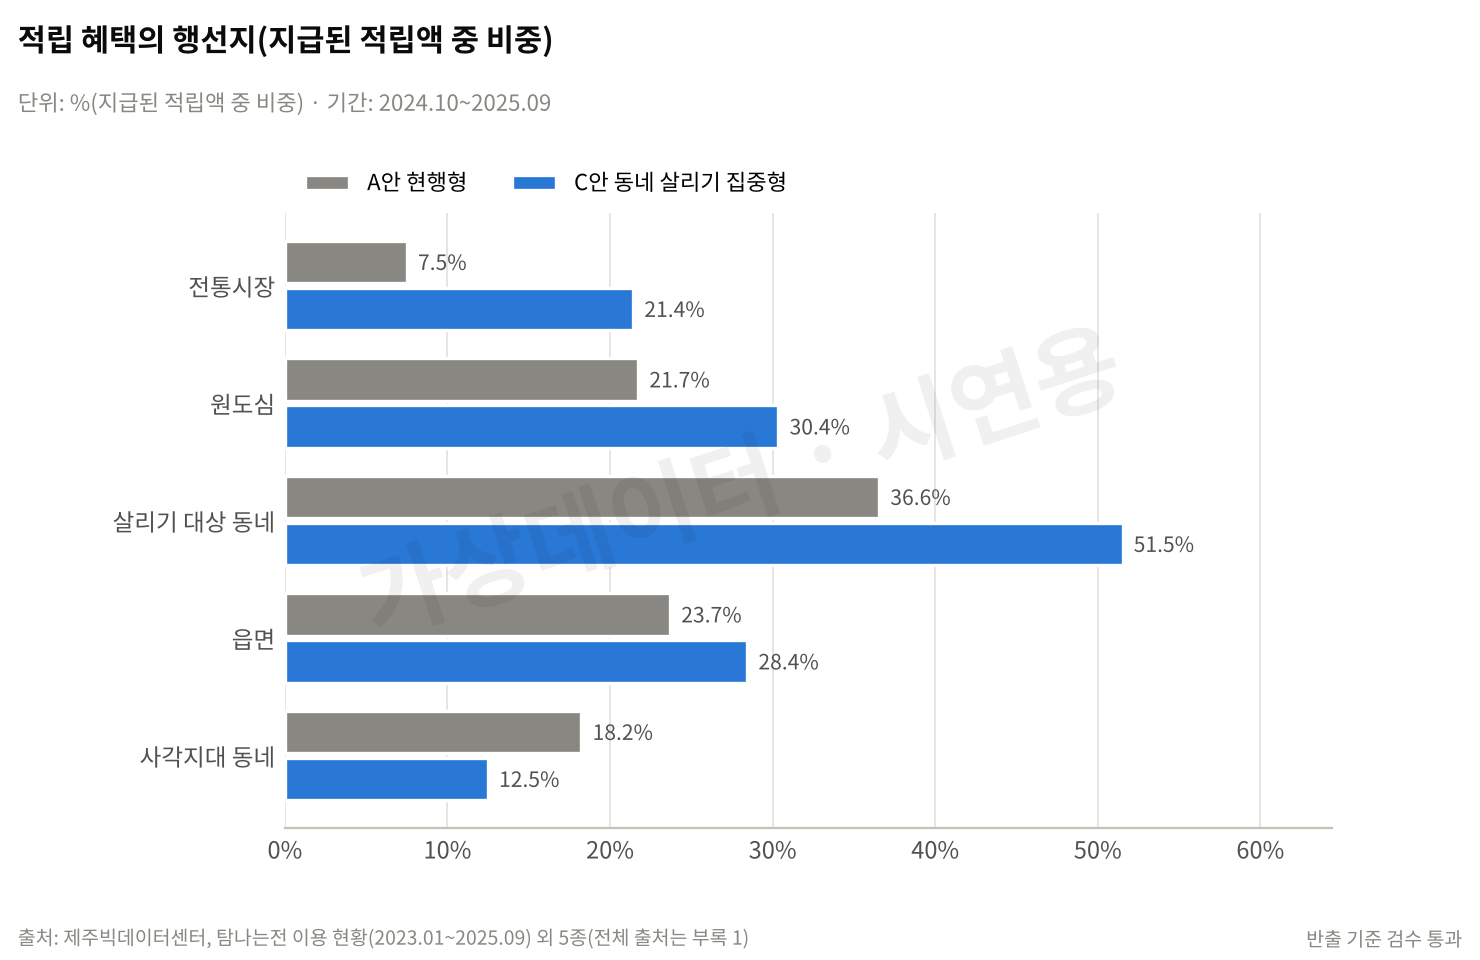 적립 혜택의 행선지(지급된 적립액 중 비중)
단위: %(지급된 적립액 중 비중) · 기간: 2024.10~2025.09
A안 현행형 C안 동네 살리기 집중형
전통시장 7.5%
21.4%
원도심 21.7%
30.4%
살리기 대상 동네 36.6%
51.5%
읍면 23.7%
28.4%
사각지대 동네 18.2%
12.5%
0% 10% 20% 30% 40% 50% 60%
가상데이터 · 시연용
출처: 제주빅데이터센터, 탐나는전 이용 현황(2023.01~2025.09) 외 5종(전체 출처는 부록 1) 반출 기준 검수 통과